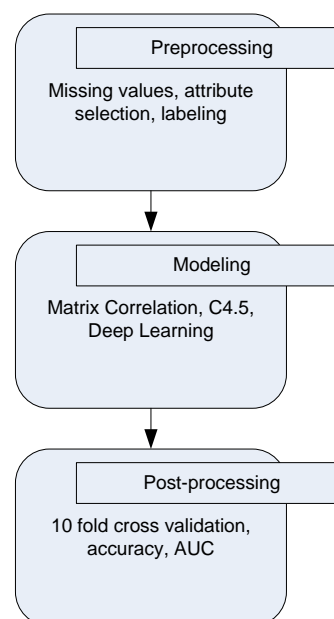 Preprocessing
Missing values, attribute
selection, labeling
Modeling
Matrix Correlation, C4.5,
Deep Learning
Post-processing
10 fold cross validation,
accuracy, AUC